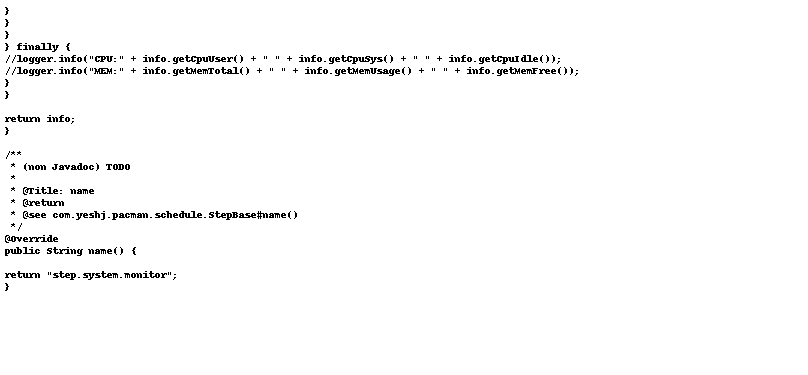 }
}
}
} finally {
//logger.info("CPU:" + info.getCpuUser() + " " + info.getCpuSys() + " " + info.getCpuIdle());
//logger.info("MEM:" + info.getMemTotal() + " " + info.getMemUsage() + " " + info.getMemFree());
}
}

return info;
}

/**
 * (non Javadoc) TODO
 *
 * @Title: name
 * @return
 * @see com.yeshj.pacman.schedule.StepBase#name()
 */
@Override
public String name() {

return "step.system.monitor";
}